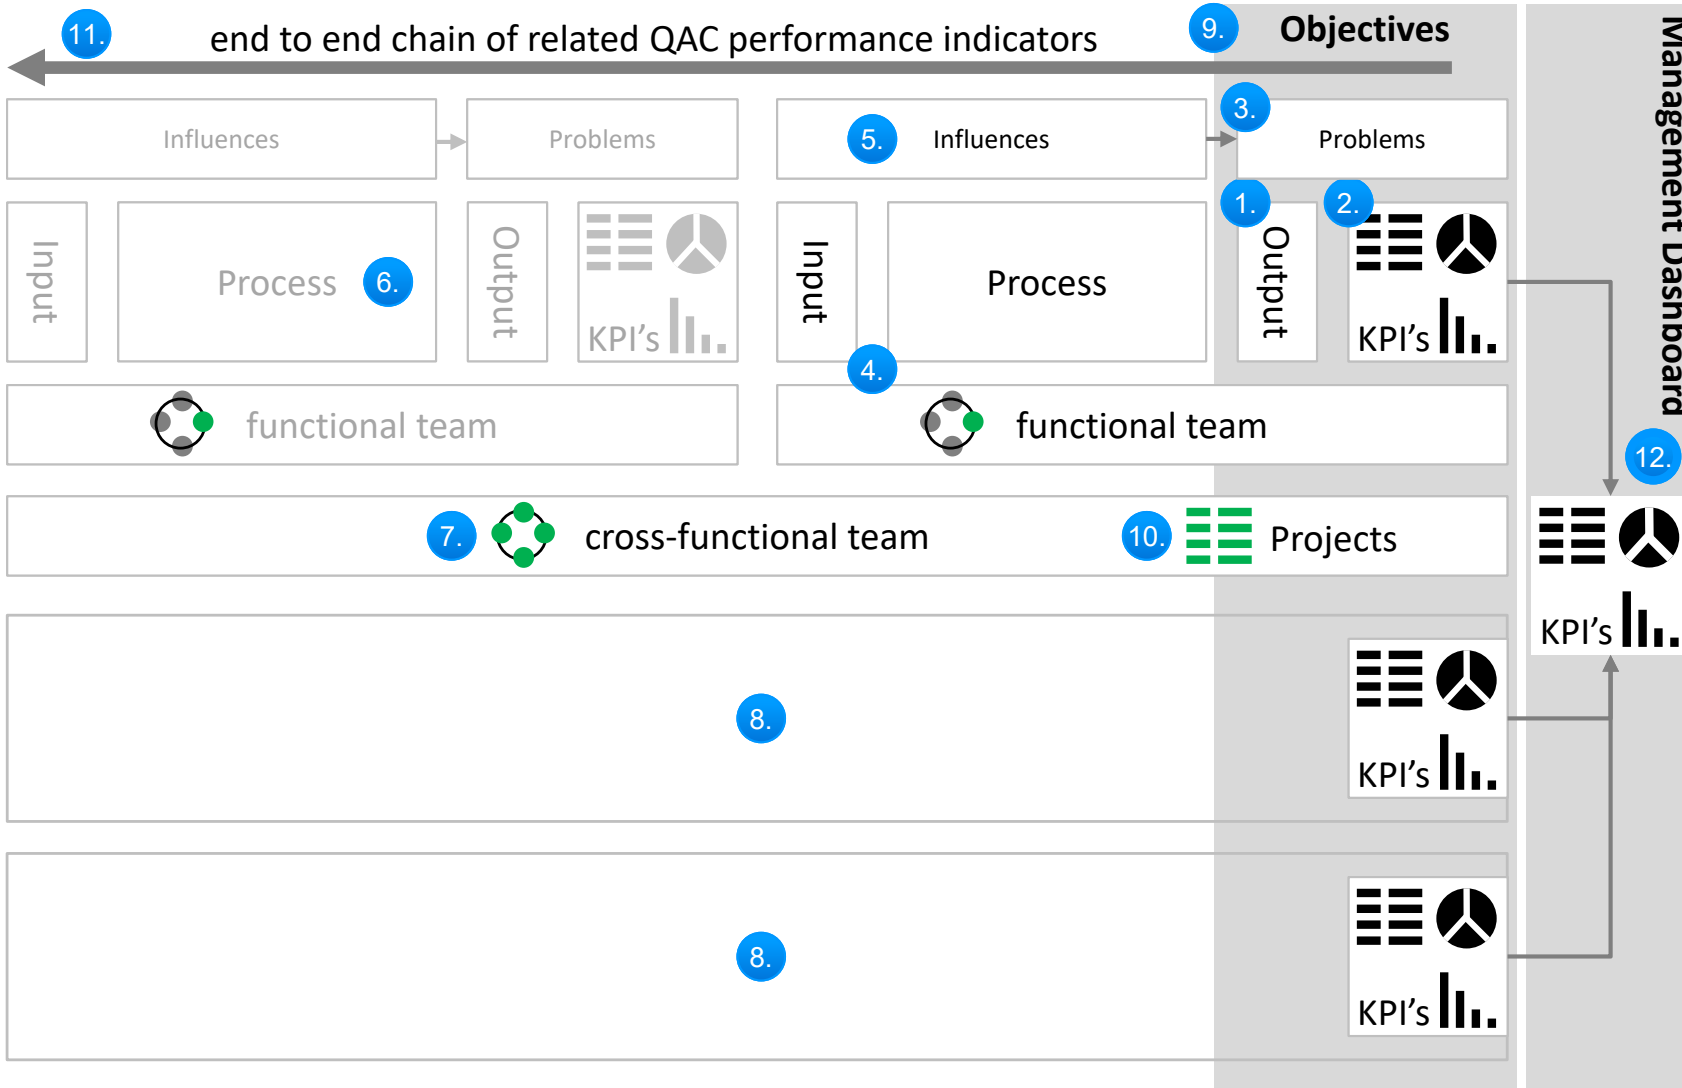 11.
end to end chain of related QAC performance indicators
9.
Objectives
Management Dashboard
Influences
Problems
5.
Influences
3.
Problems
Input
Process
6.
Output
KPI's
Input
Process
1.
Output
2.
KPI's
4.
functional team
functional team
12.
7.
cross-functional team
10.
Projects
KPI's
8.
KPI's
8.
KPI's